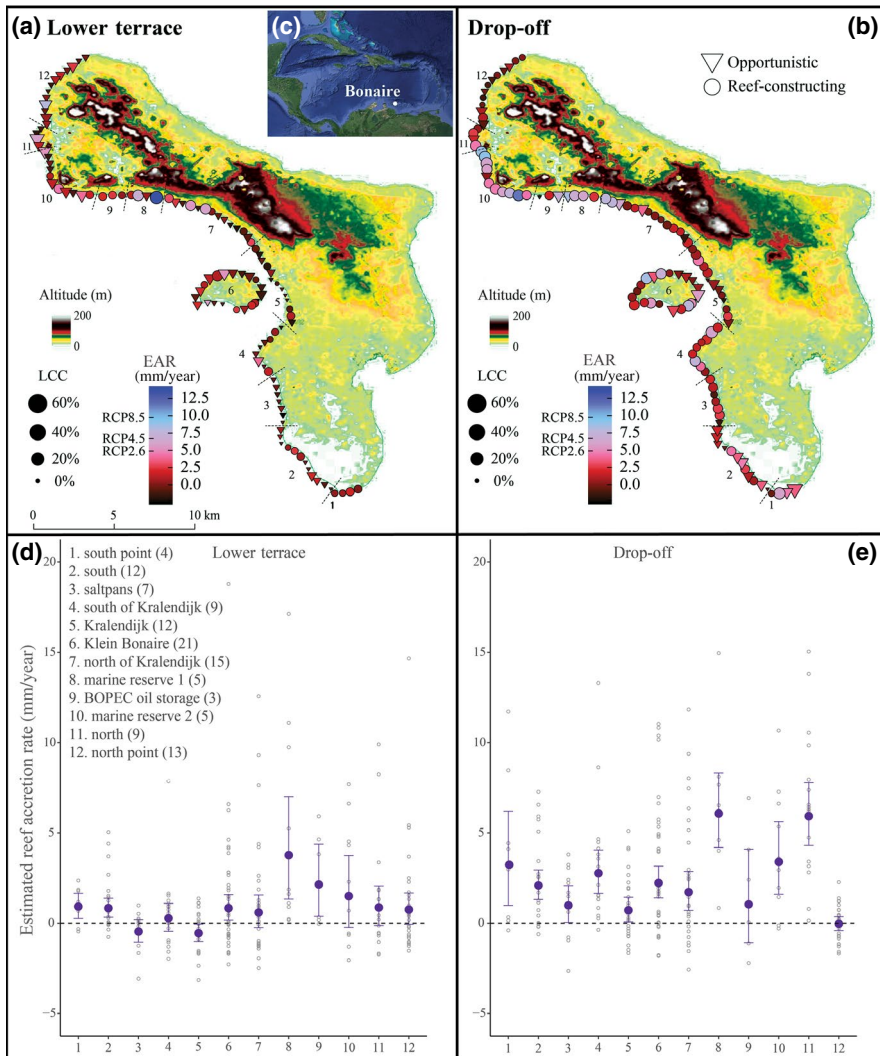 (a) Lower terrace
(c)
Bonaire
Drop-off
(b)
Opportunistic
Reef-constructing
12
11
10
9
8
7
6
5
4
3
2
1
Altitude (m)
200
0
LCC
60%
40%
20%
0%
EAR
(mm/year)
12.5
10.0
7.5
5.0
2.5
0.0
RCP8.5
RCP4.5
RCP2.6
0 5 10 km
12
11
10
9
8
7
6
5
4
3
2
1
Altitude (m)
200
0
LCC
60%
40%
20%
0%
EAR
(mm/year)
12.5
10.0
7.5
5.0
2.5
0.0
RCP8.5
RCP4.5
RCP2.6
(d)
Lower terrace
1. south point (4)
2. south (12)
3. saltpans (7)
4. south of Kralendijk (9)
5. Kralendijk (12)
6. Klein Bonaire (21)
7. north of Kralendijk (15)
8. marine reserve 1 (5)
9. BOPEC oil storage (3)
10. marine reserve 2 (5)
11. north (9)
12. north point (13)
Estimated reef accretion rate (mm/year)
20
15
10
5
0
−5
1 2 3 4 5 6 7 8 9 10 11 12
Drop-off
(e)
20
15
10
5
0
−5
1 2 3 4 5 6 7 8 9 10 11 12